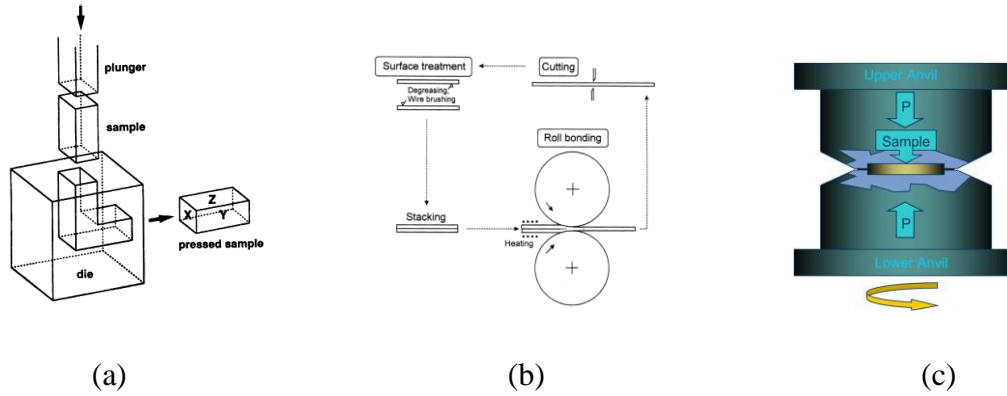 plunger
sample
die
X
Z
Y
pressed sample
(a)
Surface treatment
Cutting
Degreasing,
Wire brushing
Roll bonding
Stacking
Heating
(b)
Upper Anvil
P
Sample
P
Lower Anvil
(c)